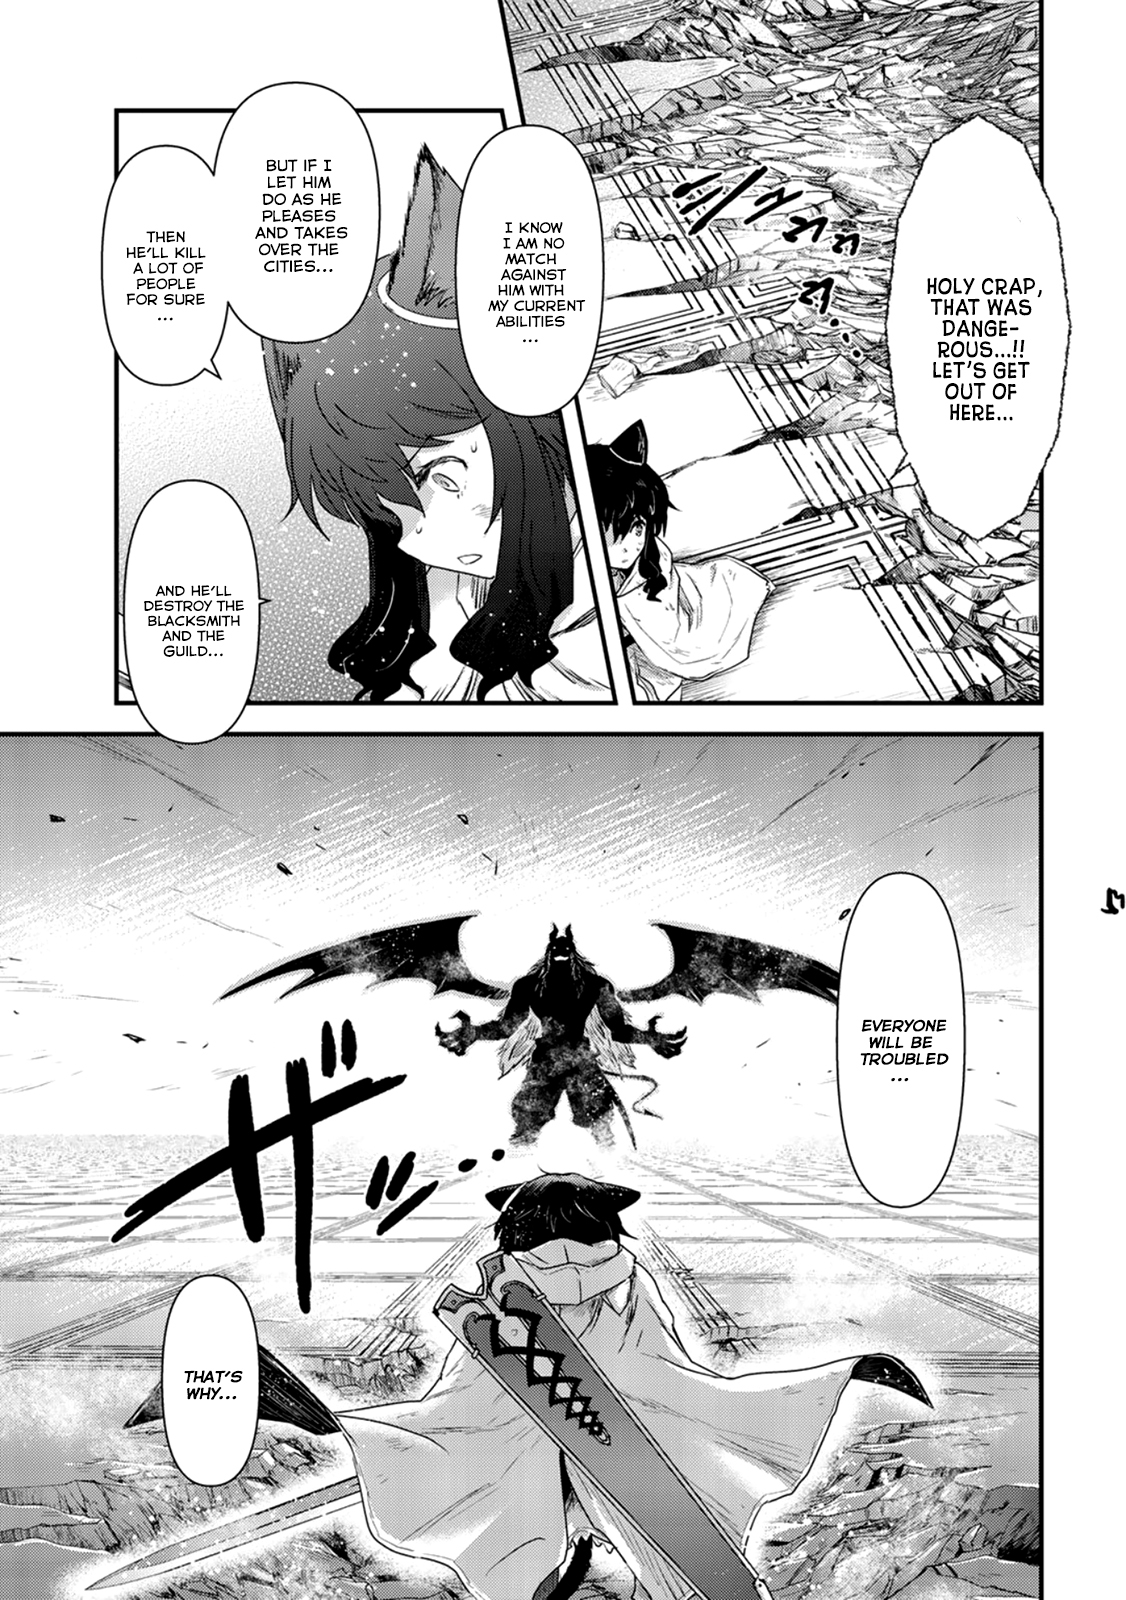 HOLY CRAP,
THAT WAS
DANGE-
ROUS...!!
LET'S GET
OUT OF
HERE...
I KNOW
I AM NO
MATCH
AGAINST
HIM WITH
MY CURRENT
ABILITIES
...
BUT IF I
LET HIM
DO AS HE
PLEASES
AND TAKES
OVER THE
CITIES...
THEN
HE'LL KILL
A LOT OF
PEOPLE
FOR SURE
...
AND HE'LL
DESTROY THE
BLACKSMITH
AND THE
GUILD...
EVERYONE
WILL BE
TROUBLED
...
ザッ…
THAT'S
WHY...